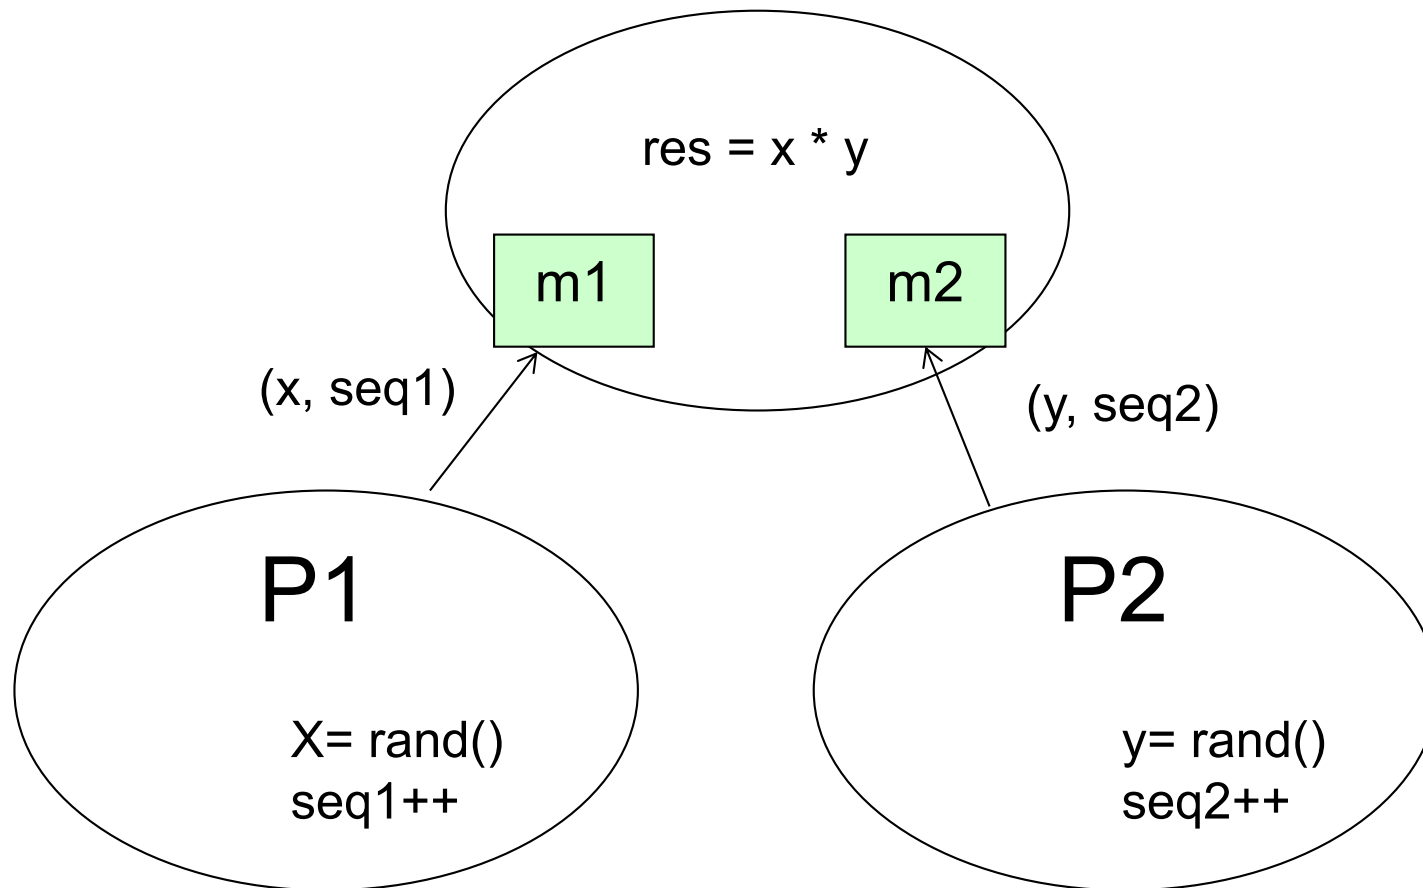 res = x * y
m1
m2
(x, seq1)
(y, seq2)
P1
P2
X= rand()
seq1++
y= rand()
seq2++